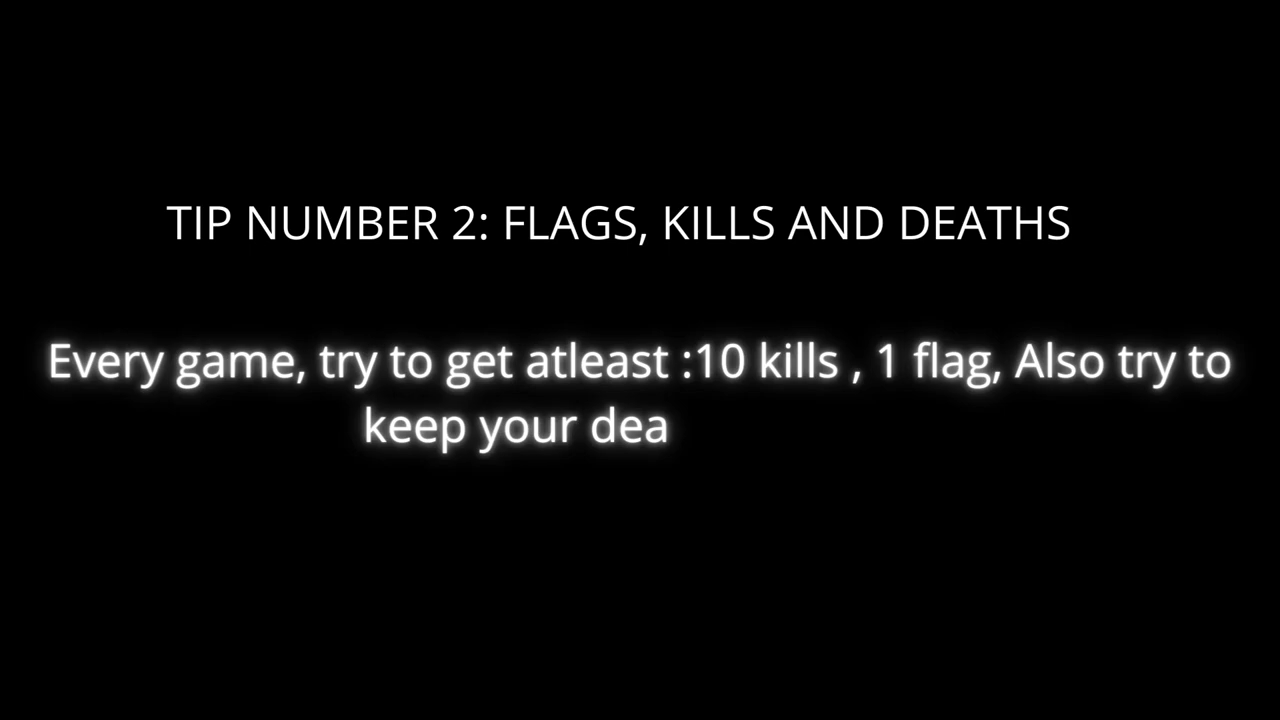 TIP NUMBER 2: FLAGS, KILLS AND DEATHS
Every game, try to get atleast :10 kills , 1 flag, Also try to
keep your dea